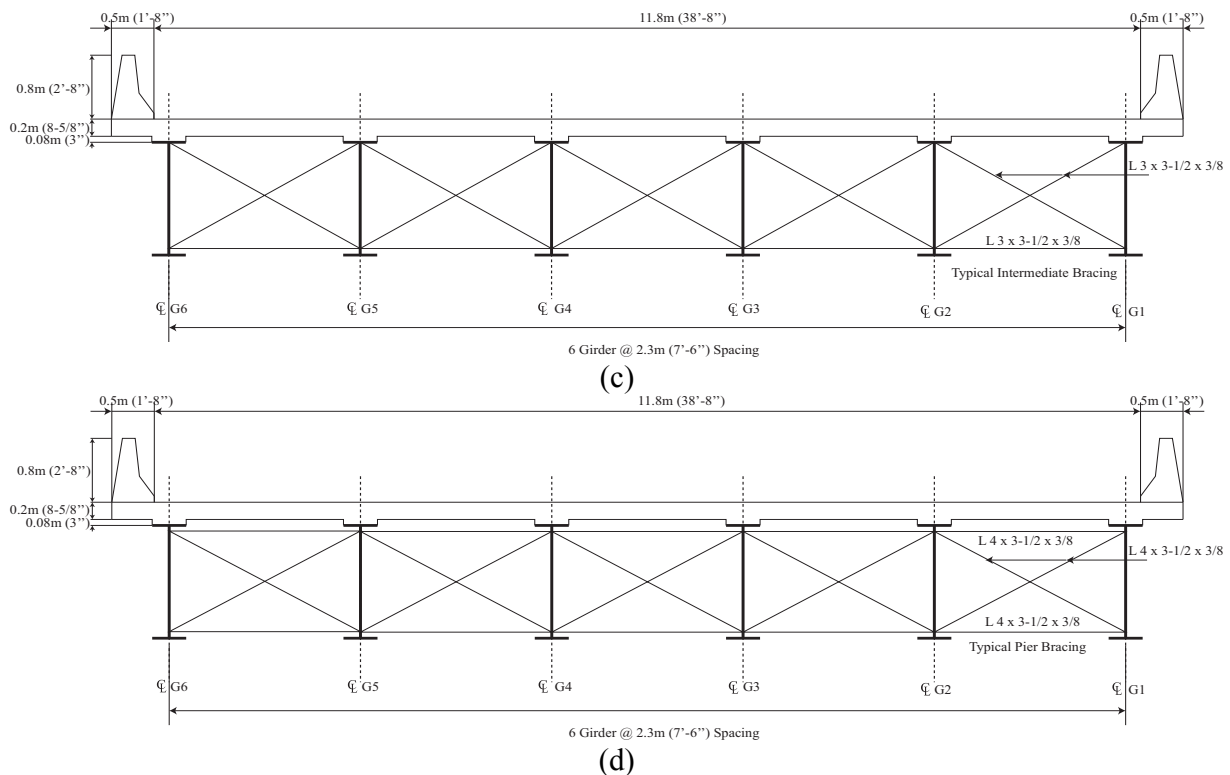 0.5m (1'-8'')
11.8m (38'-8'')
0.5m (1'-8'')
0.8m (2'-8'')
0.2m (8-5/8'')
0.08m (3'')
L 3 x 3-1/2 x 3/8
L 3 x 3-1/2 x 3/8
Typical Intermediate Bracing
℄ G6
℄ G5
℄ G4
℄ G3
℄ G2
℄ G1
6 Girder @ 2.3m (7'-6'') Spacing
(c)
0.5m (1'-8'')
11.8m (38'-8'')
0.5m (1'-8'')
0.8m (2'-8'')
0.2m (8-5/8'')
0.08m (3'')
L 4 x 3-1/2 x 3/8
L 4 x 3-1/2 x 3/8
L 4 x 3-1/2 x 3/8
Typical Pier Bracing
℄ G6
℄ G5
℄ G4
℄ G3
℄ G2
℄ G1
6 Girder @ 2.3m (7'-6'') Spacing
(d)